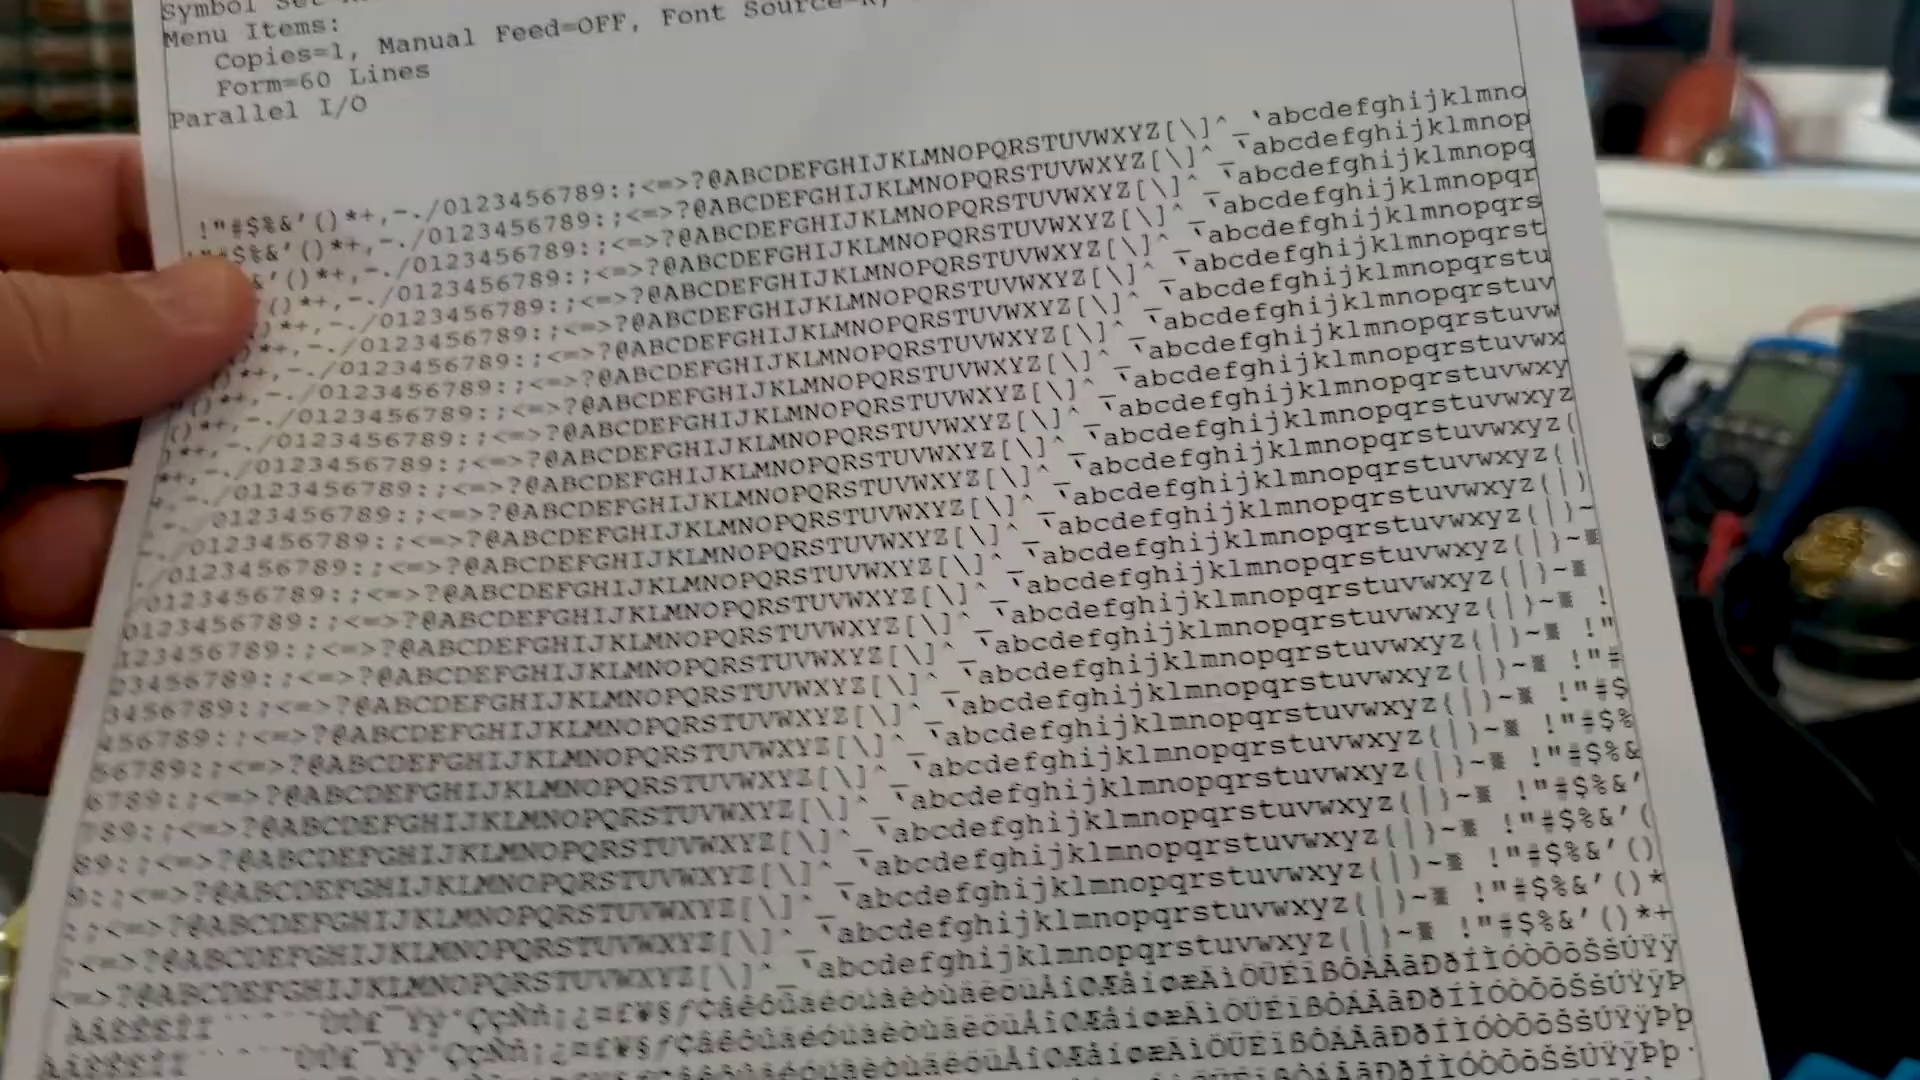 Menu Items:
Copies=1, Manual Feed=OFF, Font Source=
Form=60 Lines
Parallel I/O
!"#$%&'()*+,-./0123456789:;<=>?@ABCDEFGHIJKLMNOPQRSTUVWXYZ[\]^_`abcdefghijklmno
!"#$%&'()*+,-./0123456789:;<=>?@ABCDEFGHIJKLMNOPQRSTUVWXYZ[\]^_`abcdefghijklmnop
&'()*+,-./0123456789:;<=>?@ABCDEFGHIJKLMNOPQRSTUVWXYZ[\]^_`abcdefghijklmnopq
()*+,-./0123456789:;<=>?@ABCDEFGHIJKLMNOPQRSTUVWXYZ[\]^_`abcdefghijklmnopqr
*+,-./0123456789:;<=>?@ABCDEFGHIJKLMNOPQRSTUVWXYZ[\]^_`abcdefghijklmnopqrs
*+,-./0123456789:;<=>?@ABCDEFGHIJKLMNOPQRSTUVWXYZ[\]^_`abcdefghijklmnopqrst
)*+,-./0123456789:;<=>?@ABCDEFGHIJKLMNOPQRSTUVWXYZ[\]^_`abcdefghijklmnopqrstu
()*+,-./0123456789:;<=>?@ABCDEFGHIJKLMNOPQRSTUVWXYZ[\]^_`abcdefghijklmnopqrstuv
()*+,-./0123456789:;<=>?@ABCDEFGHIJKLMNOPQRSTUVWXYZ[\]^_`abcdefghijklmnopqrstuvw
)*+,-./0123456789:;<=>?@ABCDEFGHIJKLMNOPQRSTUVWXYZ[\]^_`abcdefghijklmnopqrstuvwx
*+,-./0123456789:;<=>?@ABCDEFGHIJKLMNOPQRSTUVWXYZ[\]^_`abcdefghijklmnopqrstuvwxy
+,-./0123456789:;<=>?@ABCDEFGHIJKLMNOPQRSTUVWXYZ[\]^_`abcdefghijklmnopqrstuvwxyz
,-./0123456789:;<=>?@ABCDEFGHIJKLMNOPQRSTUVWXYZ[\]^_`abcdefghijklmnopqrstuvwxyz{
-./0123456789:;<=>?@ABCDEFGHIJKLMNOPQRSTUVWXYZ[\]^_`abcdefghijklmnopqrstuvwxyz{|
./0123456789:;<=>?@ABCDEFGHIJKLMNOPQRSTUVWXYZ[\]^_`abcdefghijklmnopqrstuvwxyz{|}
/0123456789:;<=>?@ABCDEFGHIJKLMNOPQRSTUVWXYZ[\]^_`abcdefghijklmnopqrstuvwxyz{|}~
0123456789:;<=>?@ABCDEFGHIJKLMNOPQRSTUVWXYZ[\]^_`abcdefghijklmnopqrstuvwxyz{|}~▒
123456789:;<=>?@ABCDEFGHIJKLMNOPQRSTUVWXYZ[\]^_`abcdefghijklmnopqrstuvwxyz{|}~▒
23456789:;<=>?@ABCDEFGHIJKLMNOPQRSTUVWXYZ[\]^_`abcdefghijklmnopqrstuvwxyz{|}~▒ !
3456789:;<=>?@ABCDEFGHIJKLMNOPQRSTUVWXYZ[\]^_`abcdefghijklmnopqrstuvwxyz{|}~▒ !"
456789:;<=>?@ABCDEFGHIJKLMNOPQRSTUVWXYZ[\]^_`abcdefghijklmnopqrstuvwxyz{|}~▒ !"#
56789:;<=>?@ABCDEFGHIJKLMNOPQRSTUVWXYZ[\]^_`abcdefghijklmnopqrstuvwxyz{|}~▒ !"#$
6789:;<=>?@ABCDEFGHIJKLMNOPQRSTUVWXYZ[\]^_`abcdefghijklmnopqrstuvwxyz{|}~▒ !"#$%
789:;<=>?@ABCDEFGHIJKLMNOPQRSTUVWXYZ[\]^_`abcdefghijklmnopqrstuvwxyz{|}~▒ !"#$%&
89:;<=>?@ABCDEFGHIJKLMNOPQRSTUVWXYZ[\]^_`abcdefghijklmnopqrstuvwxyz{|}~▒ !"#$%&'
9:;<=>?@ABCDEFGHIJKLMNOPQRSTUVWXYZ[\]^_`abcdefghijklmnopqrstuvwxyz{|}~▒ !"#$%&'(
:;<=>?@ABCDEFGHIJKLMNOPQRSTUVWXYZ[\]^_`abcdefghijklmnopqrstuvwxyz{|}~▒ !"#$%&'()
;<=>?@ABCDEFGHIJKLMNOPQRSTUVWXYZ[\]^_`abcdefghijklmnopqrstuvwxyz{|}~▒ !"#$%&'()*
<=>?@ABCDEFGHIJKLMNOPQRSTUVWXYZ[\]^_`abcdefghijklmnopqrstuvwxyz{|}~▒ !"#$%&'()*+